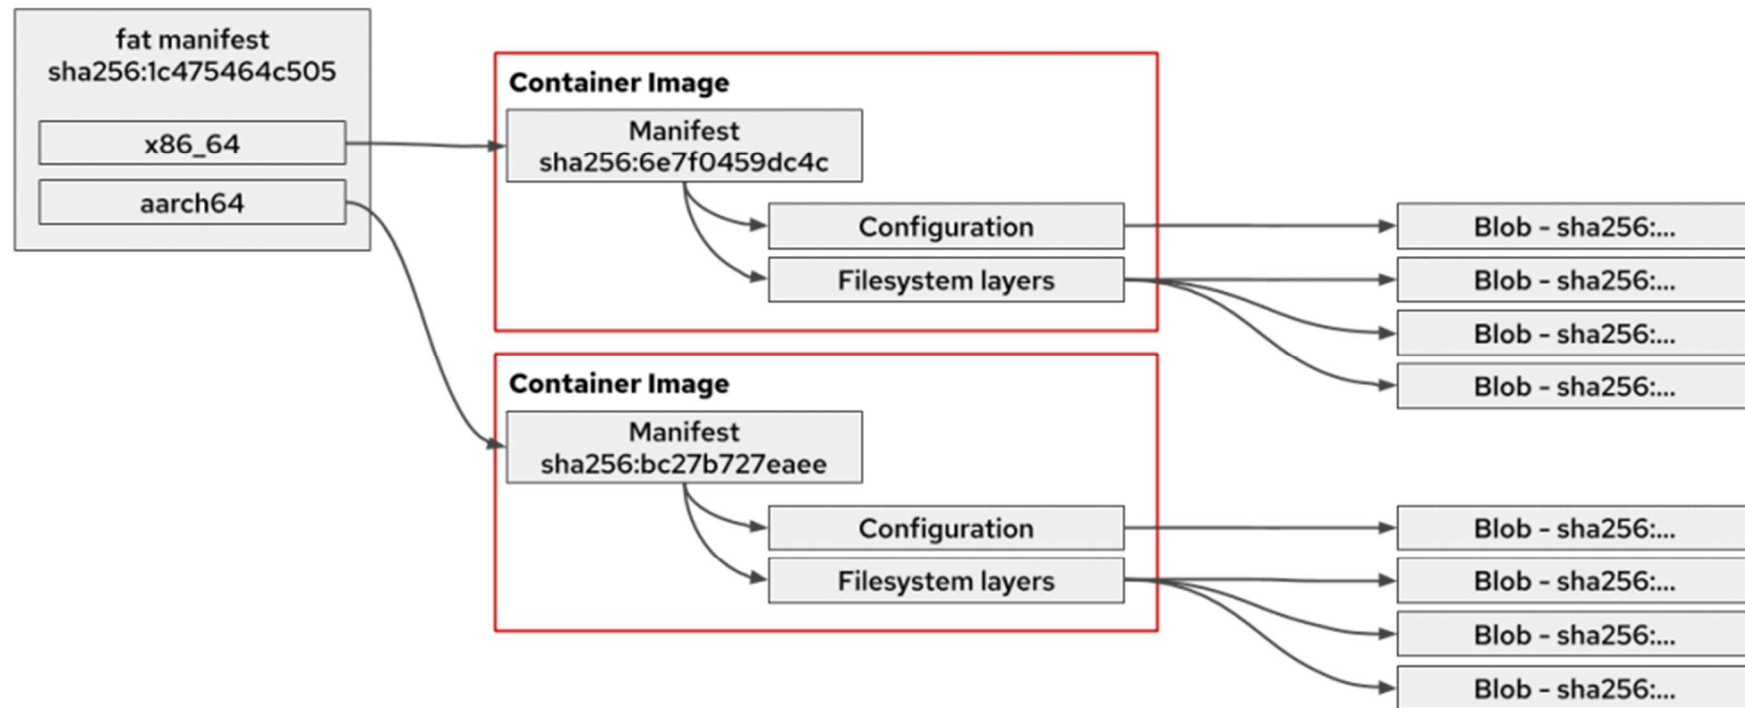 fat manifest
sha256:1c475464c505
x86_64
aarch64
Container Image
Manifest
sha256:6e7f0459dc4c
Configuration
Filesystem layers
Blob - sha256:...
Blob - sha256:...
Blob - sha256:...
Blob - sha256:...
Container Image
Manifest
sha256:bc27b727eaee
Configuration
Filesystem layers
Blob - sha256:...
Blob - sha256:...
Blob - sha256:...
Blob - sha256:...